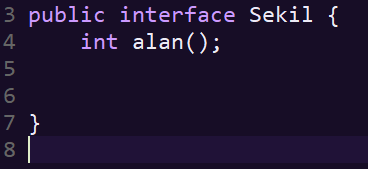 3 public interface Sekil {
4     int alan();
5
6
7 }
8